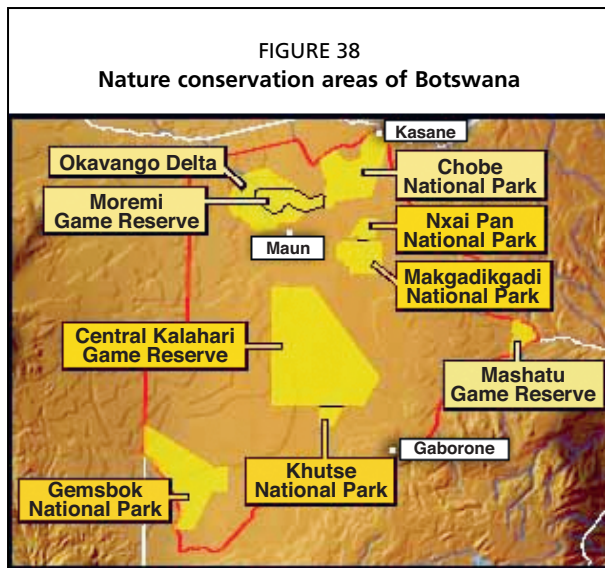 FIGURE 38
Nature conservation areas of Botswana
Kasane
Okavango Delta
Chobe
National Park
Moremi
Game Reserve
Nxai Pan
National Park
Maun
Makgadikgadi
National Park
Central Kalahari
Game Reserve
Mashatu
Game Reserve
Gaborone
Khutse
National Park
Gemsbok
National Park